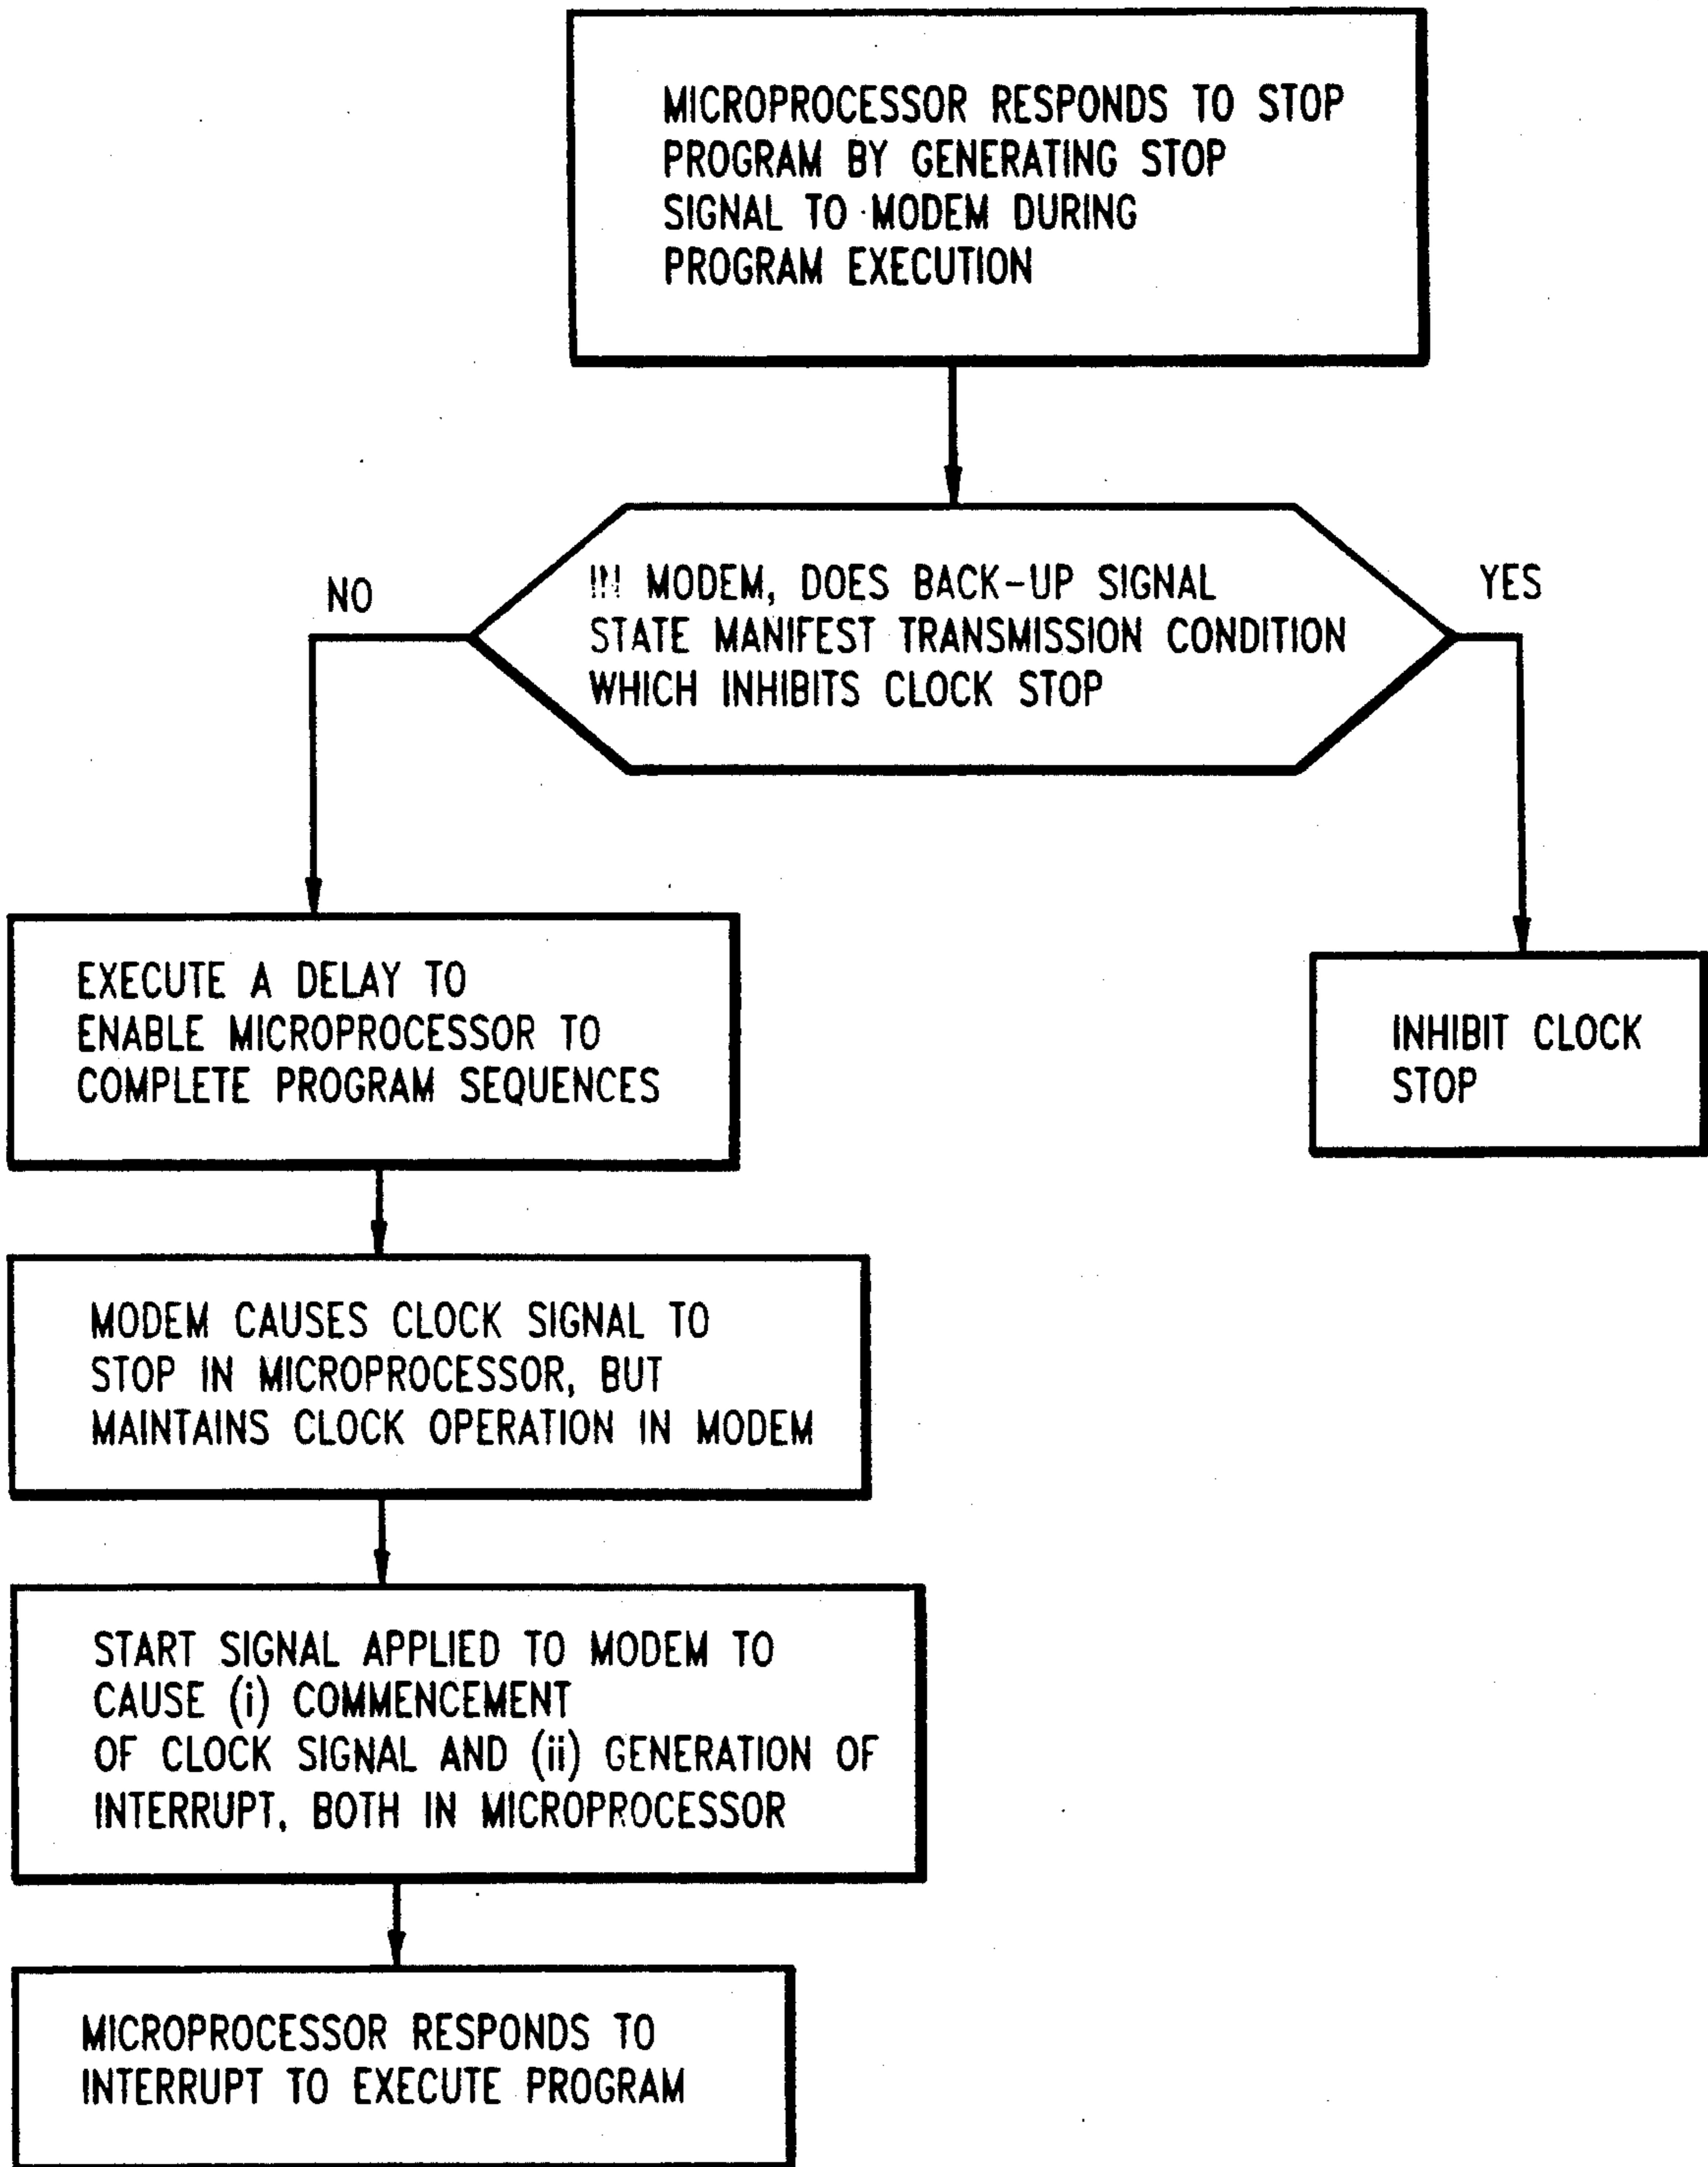 MICROPROCESSOR RESPONDS TO STOP
PROGRAM BY GENERATING STOP
SIGNAL TO MODEM DURING
PROGRAM EXECUTION
NO
IN MODEM, DOES BACK-UP SIGNAL
STATE MANIFEST TRANSMISSION CONDITION
WHICH INHIBITS CLOCK STOP
YES
EXECUTE A DELAY TO
ENABLE MICROPROCESSOR TO
COMPLETE PROGRAM SEQUENCES
INHIBIT CLOCK
STOP
MODEM CAUSES CLOCK SIGNAL TO
STOP IN MICROPROCESSOR, BUT
MAINTAINS CLOCK OPERATION IN MODEM
START SIGNAL APPLIED TO MODEM TO
CAUSE (i) COMMENCEMENT
OF CLOCK SIGNAL AND (ii) GENERATION OF
INTERRUPT, BOTH IN MICROPROCESSOR
MICROPROCESSOR RESPONDS TO
INTERRUPT TO EXECUTE PROGRAM